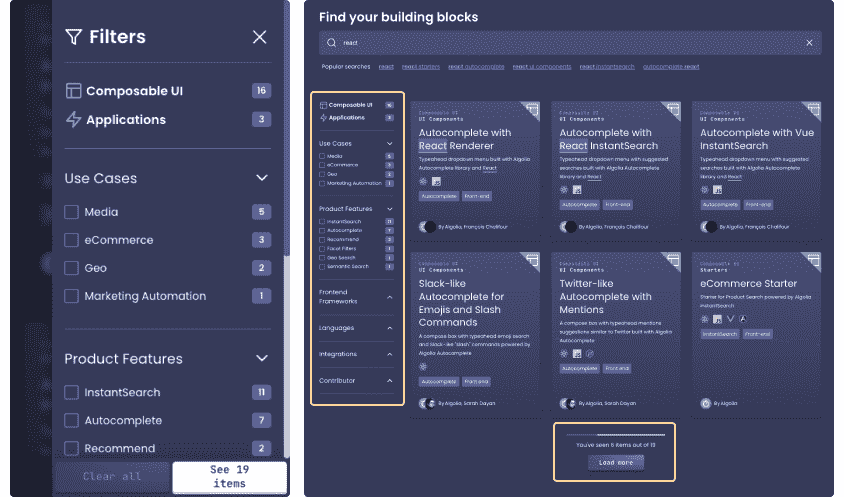 Filters
Composable UI 16
Applications 3
Use Cases
Media 5
eCommerce 3
Geo 2
Marketing Automation 1
Product Features
InstantSearch 11
Autocomplete 7
Recommend 2
Clear all
See 19
items
Find your building blocks
react
Popular searches react react starters react autocomplete react ui components react instantsearch autocomplete react
Composable UI 16
Applications 3
Use Cases
Media 5
eCommerce 3
Geo 2
Marketing Automation 1
Product Features
InstantSearch 11
Autocomplete 7
Recommend 2
Facet Filters 1
Geo Search 1
Semantic Search 1
Frontend
Frameworks
Languages
Integrations
Contributor
Composable UI
UI Components
Autocomplete with
React Renderer
Typeahead dropdown menu built with Algolia
Autocomplete library and React
JS
Autocomplete Front-end
By Algolia, François Chalifour
Composable UI
UI Components
Autocomplete with
React InstantSearch
Typeahead dropdown menu with suggested
searches built with Algolia Autocomplete
library and React
JS
Autocomplete Front-end
By Algolia, François Chalifour
Composable UI
UI Components
Autocomplete with Vue
InstantSearch
Typeahead dropdown menu with suggested
searches built with Algolia Autocomplete
library and React
JS
Autocomplete Front-end
By Algolia, François Chalifour
Composable UI
UI Components
Slack-like
Autocomplete for
Emojis and Slash
Commands
A compose box with typeahead emoji search
and Slack-like "slash" commands powered by
Algolia Autocomplete
Autocomplete Front-end
By Algolia, Sarah Dayan
Composable UI
UI Components
Twitter-like
Autocomplete with
Mentions
A compose box with typeahead mentions
suggestions similar to Twitter built with Algolia
Autocomplete
JS
Autocomplete Front-end
By Algolia, Sarah Dayan
Composable UI
Starters
eCommerce Starter
Starter for Product Search powered by Algolia
InstantSearch
JS
InstantSearch Front-end
By Algolia
You've seen 6 items out of 19
Load more